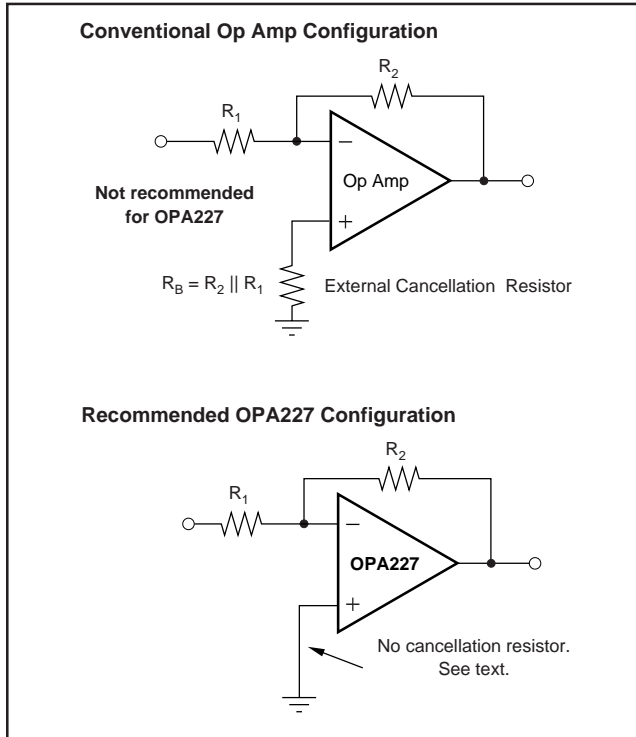 Conventional Op Amp Configuration
R₂
R₁
−
Op Amp
Not recommended
for OPA227
+
R_B = R₂ || R₁
External Cancellation Resistor
Recommended OPA227 Configuration
R₂
R₁
−
OPA227
+
No cancellation resistor.
See text.